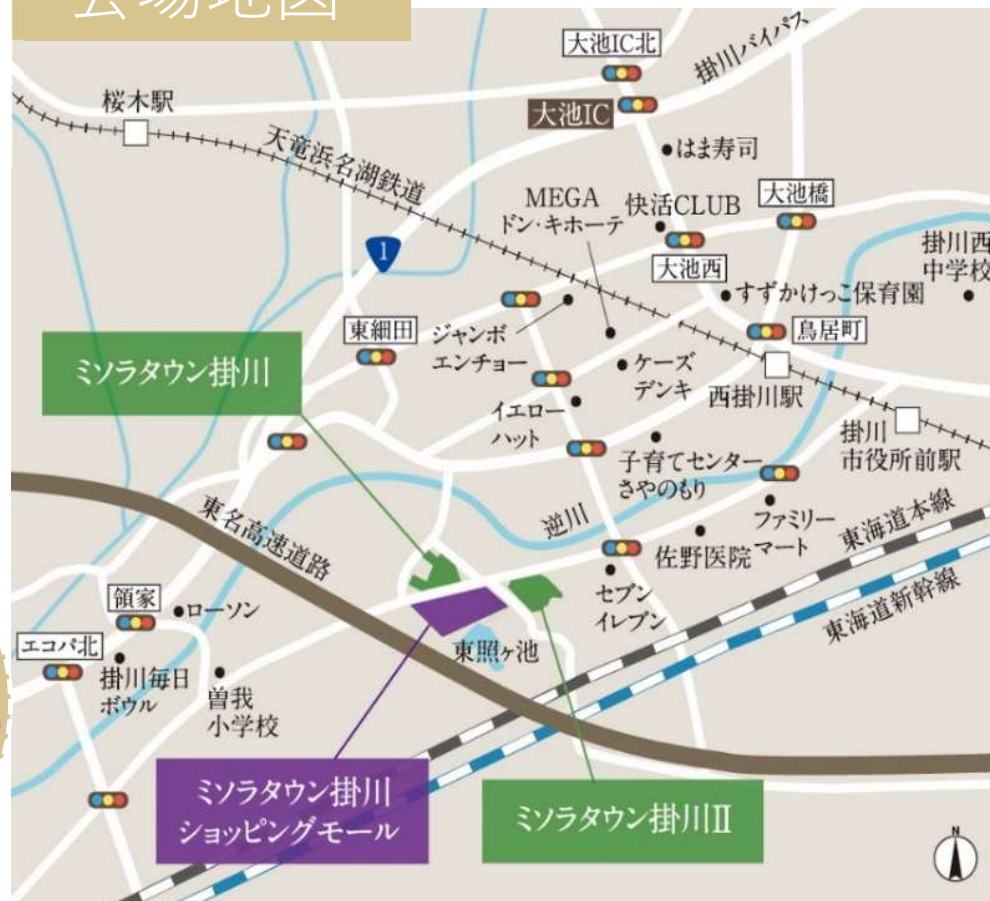 会場地図
大池IC北
掛川バイパス
桜木駅
大池IC
天竜浜名湖鉄道
はま寿司
MEGA
ドン・キホーテ
快活CLUB
大池橋
1
大池西
掛川西
中学校
すずかけっこ保育園
東細田
ジャンボ
エンチョー
鳥居町
ミソラタウン掛川
ケーズ
デンキ
西掛川駅
イエロー
ハット
掛川
市役所前駅
子育てセンター
さやのもり
東名高速道路
逆川
ファミリー
マート
東海道本線
佐野医院
領家
ローソン
セブン
イレブン
東海道新幹線
エコパ北
東照ヶ池
掛川毎日
ボウル
曽我
小学校
ミソラタウン掛川
ショッピングモール
ミソラタウン掛川Ⅱ
N